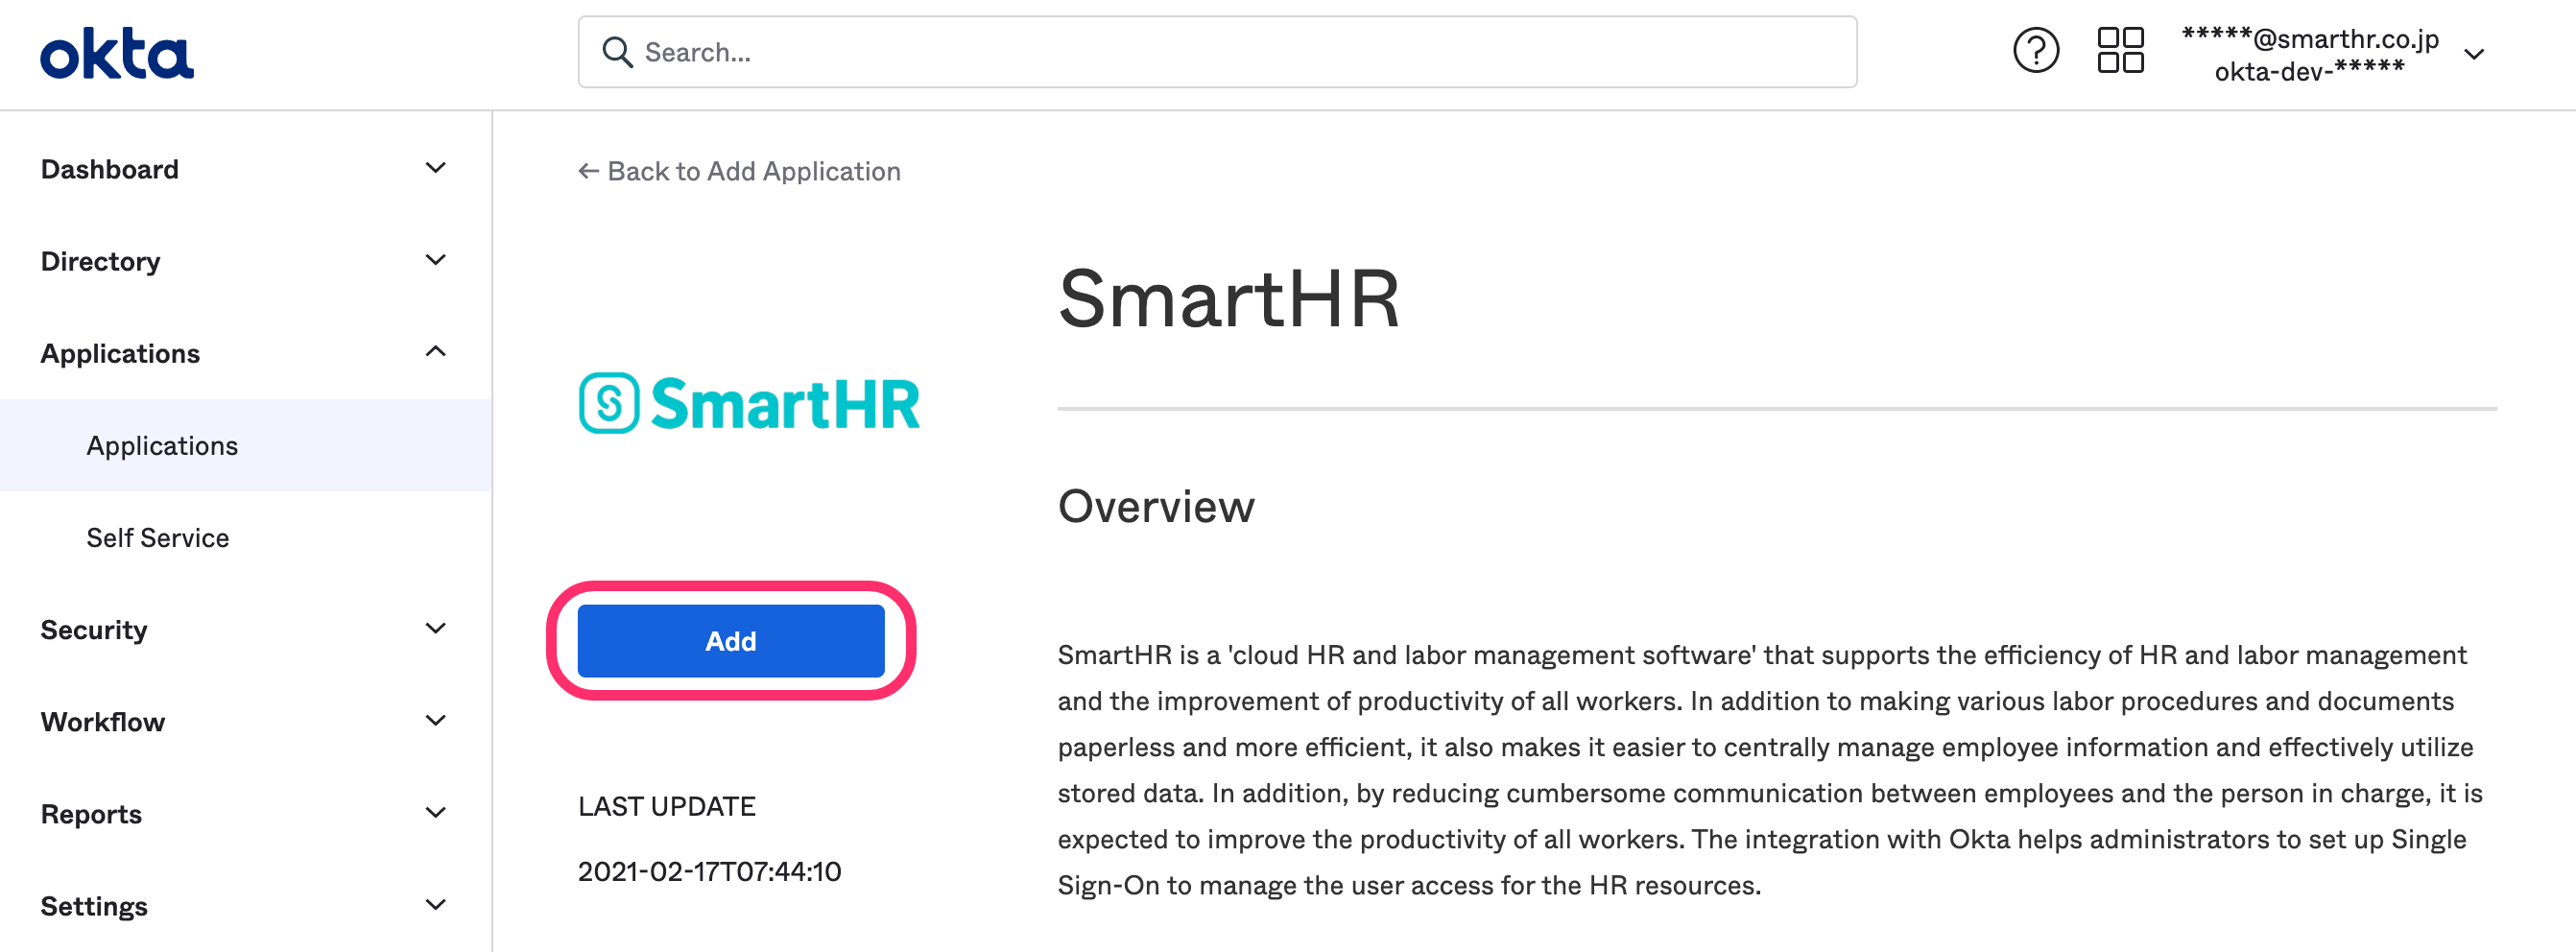 okta
Search...
*****@smarthr.co.jp
okta-dev-*****
Dashboard
Directory
Applications
Applications
Self Service
Security
Workflow
Reports
Settings
← Back to Add Application
SmartHR
Add
LAST UPDATE
2021-02-17T07:44:10
SmartHR
Overview
SmartHR is a 'cloud HR and labor management software' that supports the efficiency of HR and labor management
and the improvement of productivity of all workers. In addition to making various labor procedures and documents
paperless and more efficient, it also makes it easier to centrally manage employee information and effectively utilize
stored data. In addition, by reducing cumbersome communication between employees and the person in charge, it is
expected to improve the productivity of all workers. The integration with Okta helps administrators to set up Single
Sign-On to manage the user access for the HR resources.